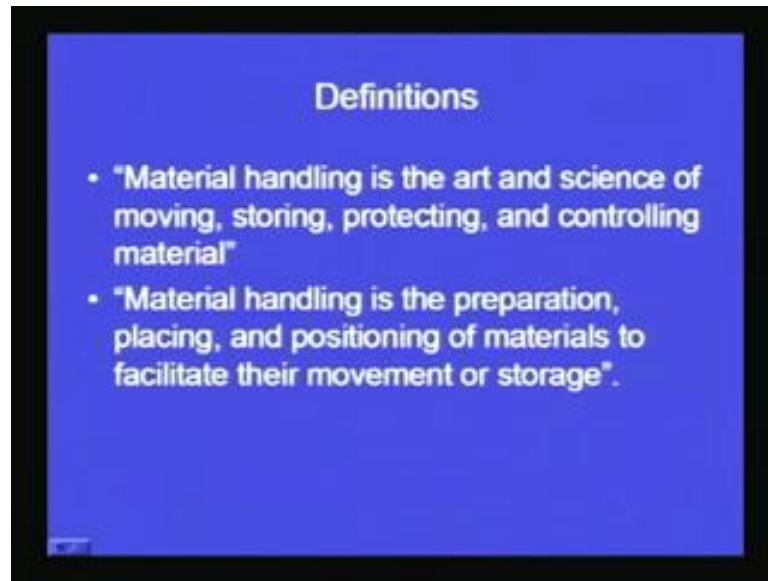 Definitions
• “Material handling is the art and science of
moving, storing, protecting, and controlling
material”
• “Material handling is the preparation,
placing, and positioning of materials to
facilitate their movement or storage”.